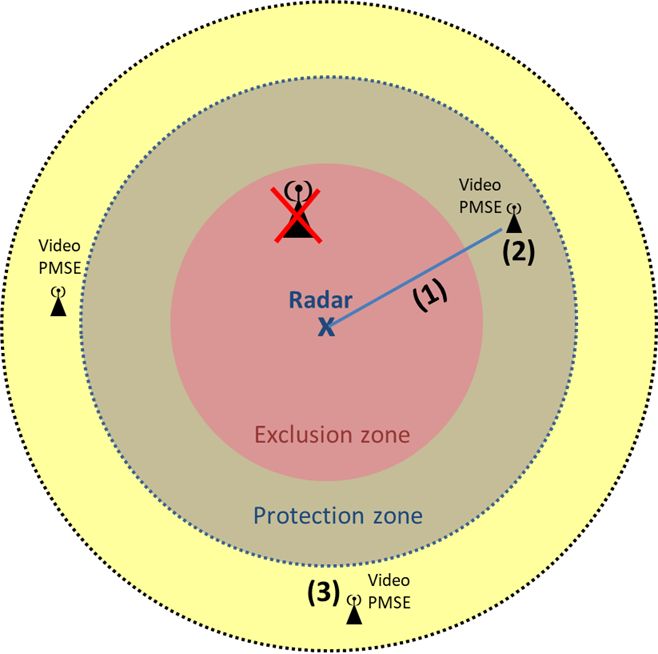 Video
PMSE
(2)
Video
PMSE
(1)
Radar
X
Exclusion zone
Protection zone
(3)
Video
PMSE